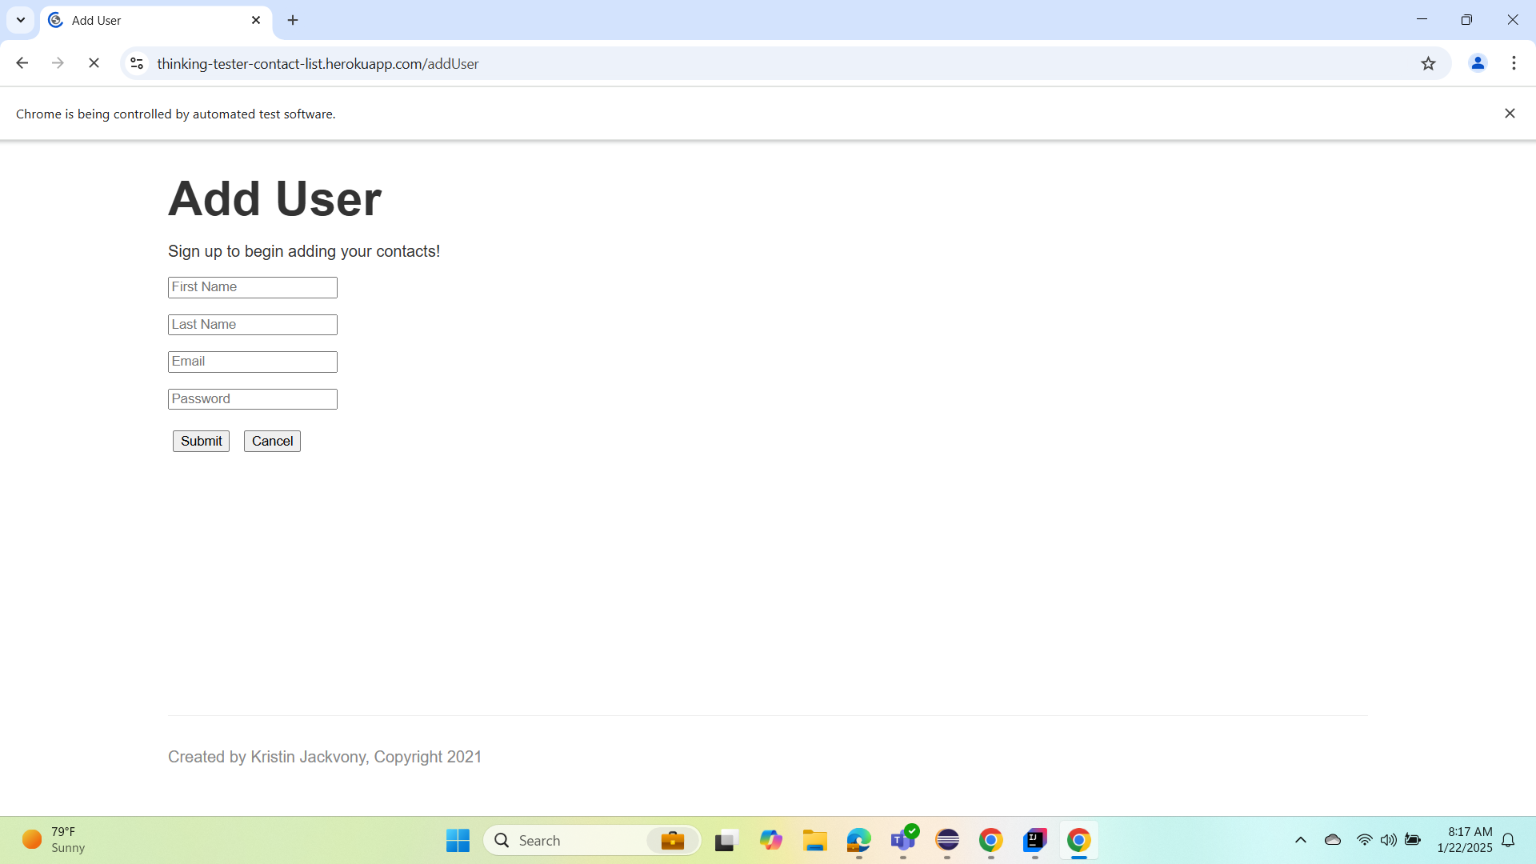 Add User
thinking-tester-contact-list.herokuapp.com/addUser
Chrome is being controlled by automated test software.
Add User
Sign up to begin adding your contacts!
First Name
Last Name
Email
Password
Submit Cancel
Created by Kristin Jackvony, Copyright 2021
79°F
Sunny
Search
8:17 AM
1/22/2025